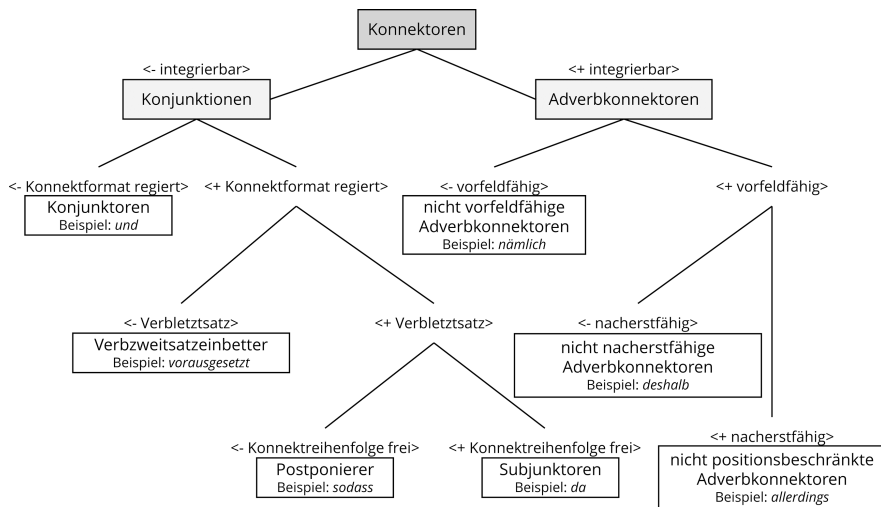 Konnektoren
<- integrierbar>
<+ integrierbar>
Konjunktionen
Adverbkonnektoren
<- Konnektformat regiert>
<+ Konnektformat regiert>
<- vorfeldfähig>
<+ vorfeldfähig>
Konjunktoren
Beispiel: und
nicht vorfeldfähige
Adverbkonnektoren
Beispiel: nämlich
<- Verbletztsatz>
<+ Verbletztsatz>
<- nacherstfähig>
Verbzweitsatzeinbetter
Beispiel: vorausgesetzt
nicht nacherstfähige
Adverbkonnektoren
Beispiel: deshalb
<- Konnektreihenfolge frei>
<+ Konnektreihenfolge frei>
<+ nacherstfähig>
Postponierer
Beispiel: sodass
Subjunktoren
Beispiel: da
nicht positionsbeschränkte
Adverbkonnektoren
Beispiel: allerdings